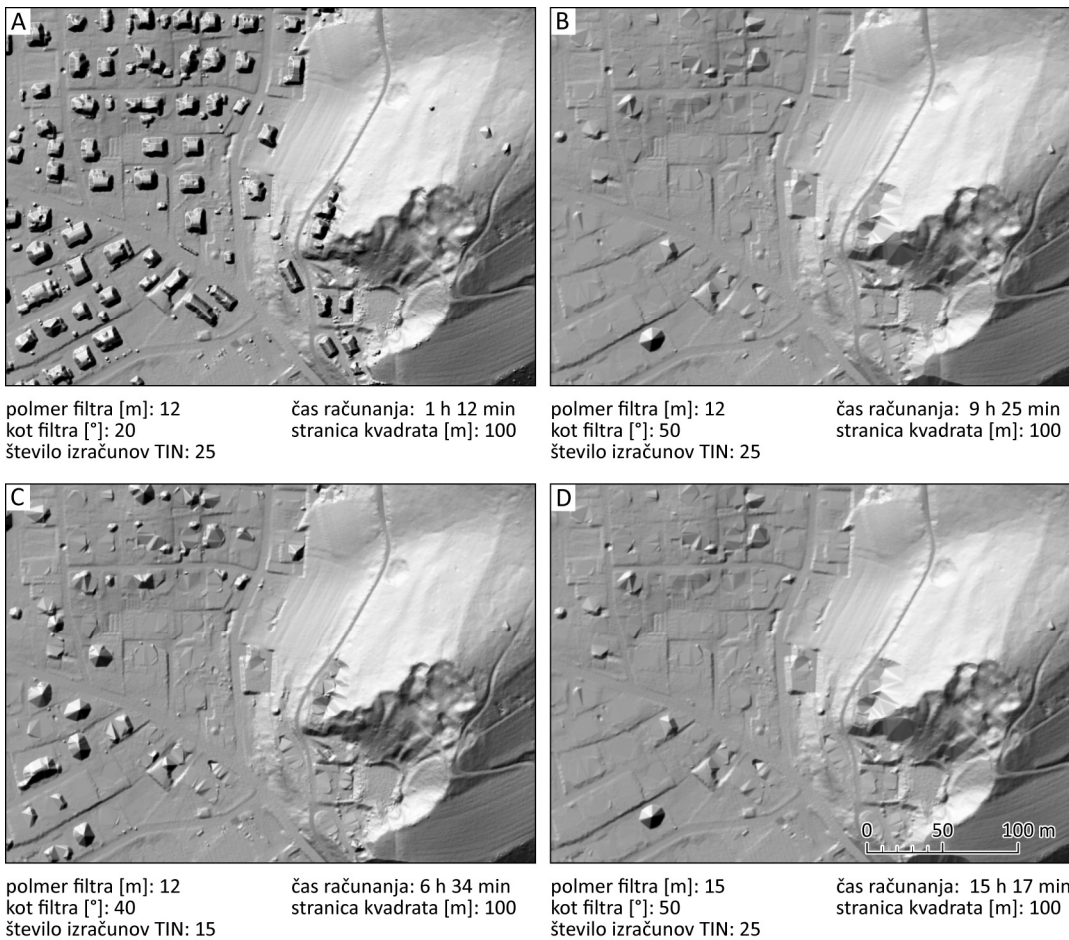 A
B
polmer filtra [m]: 12
kot filtra [°]: 20
število izračunov TIN: 25
čas računanja: 1 h 12 min
stranica kvadrata [m]: 100
polmer filtra [m]: 12
kot filtra [°]: 50
število izračunov TIN: 25
čas računanja: 9 h 25 min
stranica kvadrata [m]: 100
C
D
0 50 100 m
polmer filtra [m]: 12
kot filtra [°]: 40
število izračunov TIN: 15
čas računanja: 6 h 34 min
stranica kvadrata [m]: 100
polmer filtra [m]: 15
kot filtra [°]: 50
število izračunov TIN: 25
čas računanja: 15 h 17 min
stranica kvadrata [m]: 100